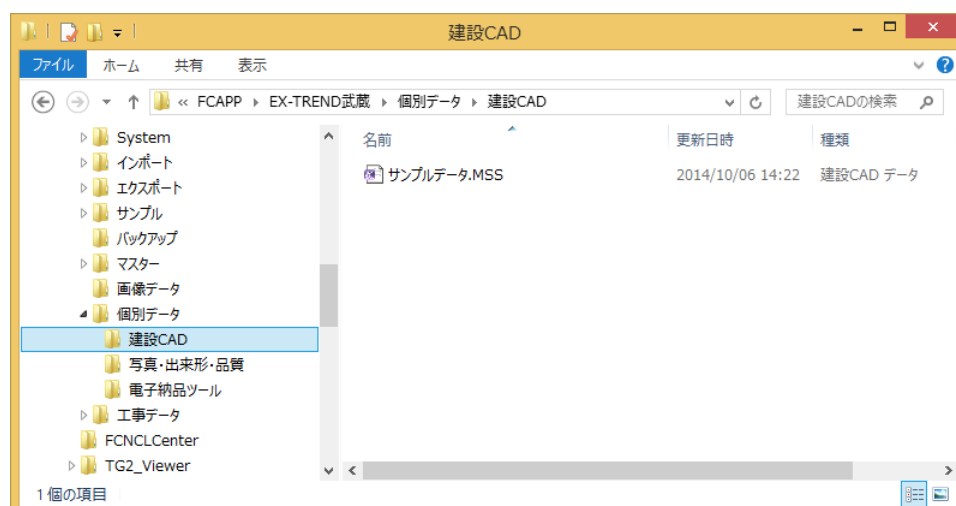 建設CAD
ファイル ホーム 共有 表示
« FCAPP EX-TREND武蔵 個別データ 建設CAD 建設CADの検索
System
インポート
エクスポート
サンプル
バックアップ
マスター
画像データ
個別データ
建設CAD
写真・出来形・品質
電子納品ツール
工事データ
FCNCLCenter
TG2_Viewer
名前 更新日時 種類
サンプルデータ.MSS 2014/10/06 14:22 建設CAD データ
1 個の項目